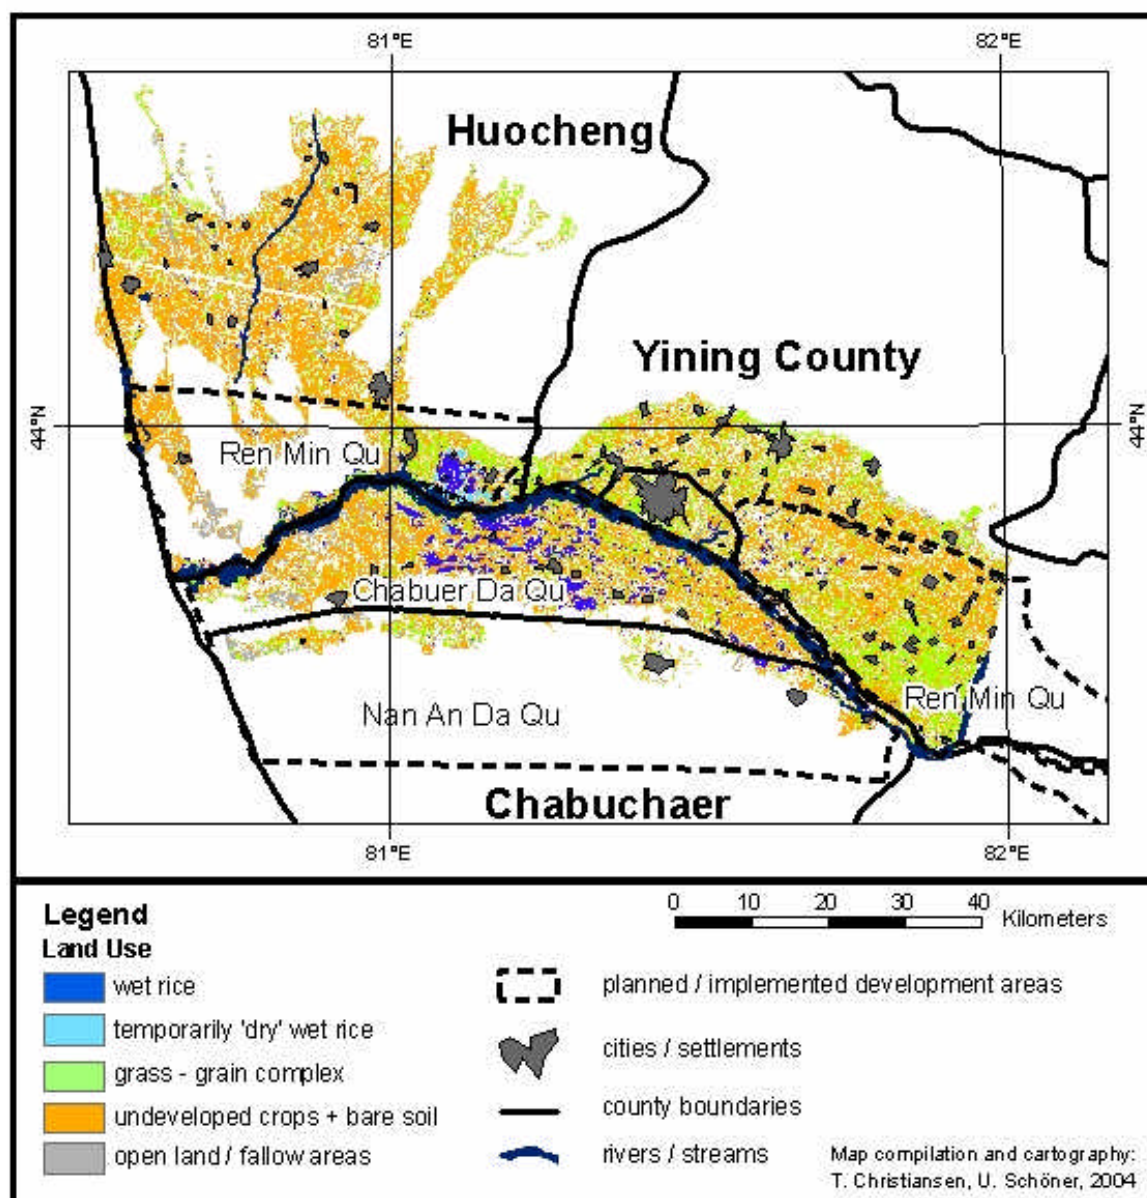 81°E
82°E
Huocheng
Yining County
44°N
44°N
Ren Min Qu
Chabuer Da Qu
Nan An Da Qu
Ren Min Qu
Chabuchaer
81°E
82°E
Legend
Land Use
wet rice
temporarily 'dry' wet rice
grass - grain complex
undeveloped crops + bare soil
open land / fallow areas
0 10 20 30 40
Kilometers
planned / implemented development areas
cities / settlements
county boundaries
rivers / streams
Map compilation and cartography:
T. Christiansen, U. Schöner, 2004